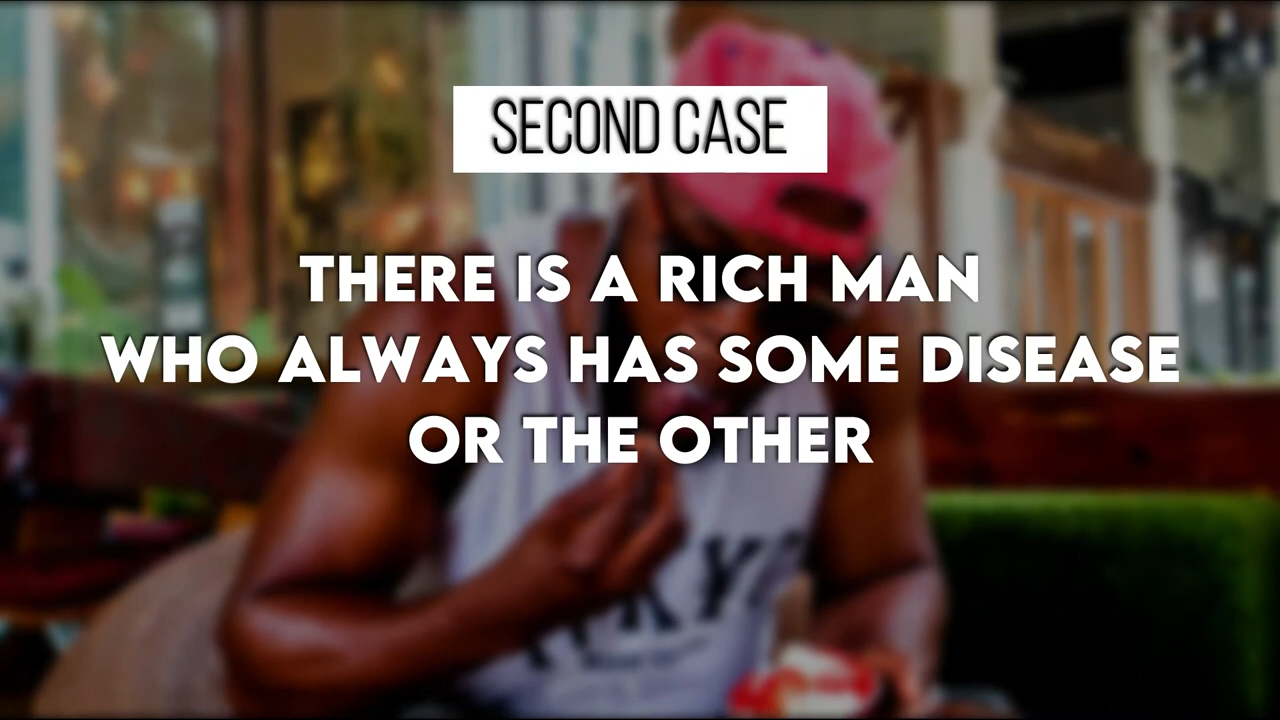 SECOND CASE
THERE IS A RICH MAN
WHO ALWAYS HAS SOME DISEASE
OR THE OTHER